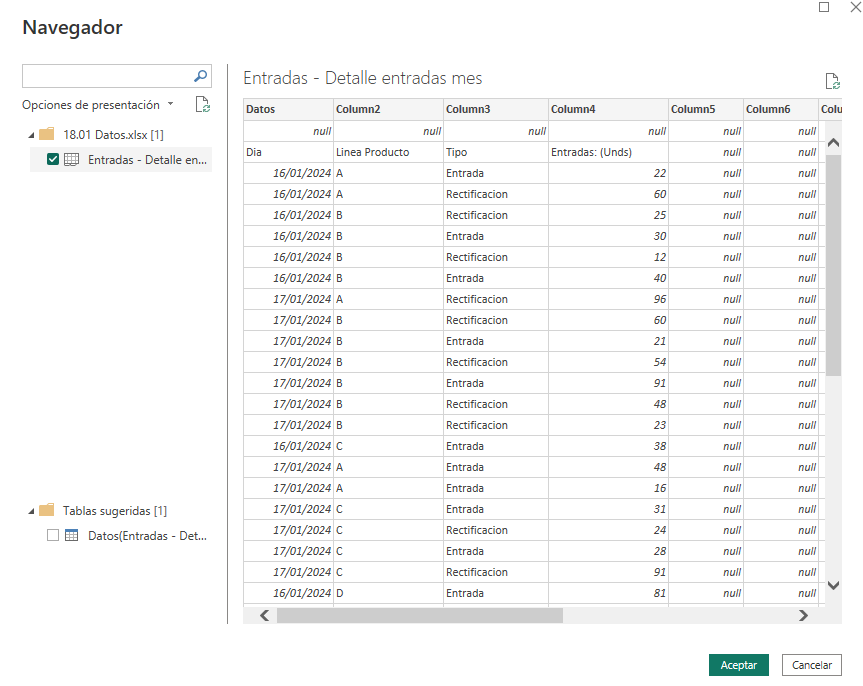 Navegador
Opciones de presentación
18.01 Datos.xlsx [1]
Entradas - Detalle en...
Tablas sugeridas [1]
Datos(Entradas - Det...
Entradas - Detalle entradas mes
Datos Column2 Column3 Column4 Column5 Column6 Colu
null null null null null null
Dia Linea Producto Tipo Entradas: (Unds) null null
16/01/2024 A Entrada 22 null null
16/01/2024 A Rectificacion 60 null null
16/01/2024 B Rectificacion 25 null null
16/01/2024 B Entrada 30 null null
16/01/2024 B Rectificacion 12 null null
16/01/2024 B Entrada 40 null null
17/01/2024 A Rectificacion 96 null null
17/01/2024 B Rectificacion 60 null null
17/01/2024 B Entrada 21 null null
17/01/2024 B Rectificacion 54 null null
17/01/2024 B Entrada 91 null null
17/01/2024 B Rectificacion 48 null null
17/01/2024 B Rectificacion 23 null null
16/01/2024 C Entrada 38 null null
17/01/2024 A Entrada 48 null null
17/01/2024 A Entrada 16 null null
17/01/2024 C Entrada 31 null null
17/01/2024 C Rectificacion 24 null null
17/01/2024 C Entrada 28 null null
17/01/2024 C Rectificacion 91 null null
16/01/2024 D Entrada 81 null null
Aceptar Cancelar